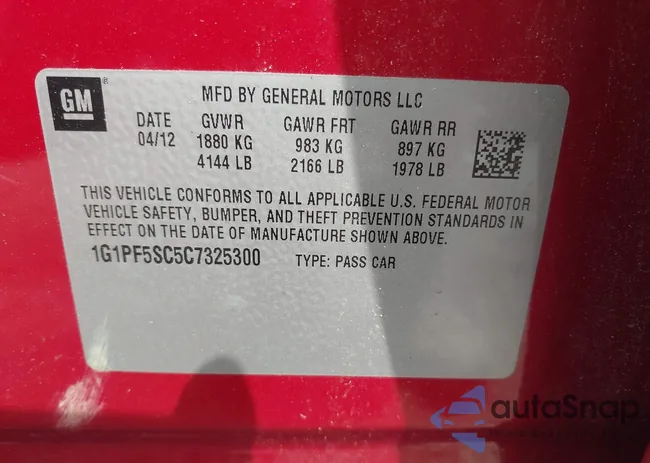 GM
MFD BY GENERAL MOTORS LLC
DATE GVWR GAWR FRT GAWR RR
04/12 1880 KG 983 KG 897 KG
4144 LB 2166 LB 1978 LB
THIS VEHICLE CONFORMS TO ALL APPLICABLE U.S. FEDERAL MOTOR
VEHICLE SAFETY, BUMPER, AND THEFT PREVENTION STANDARDS IN
EFFECT ON THE DATE OF MANUFACTURE SHOWN ABOVE.
1G1PF5SC5C7325300 TYPE: PASS CAR
autoSnap